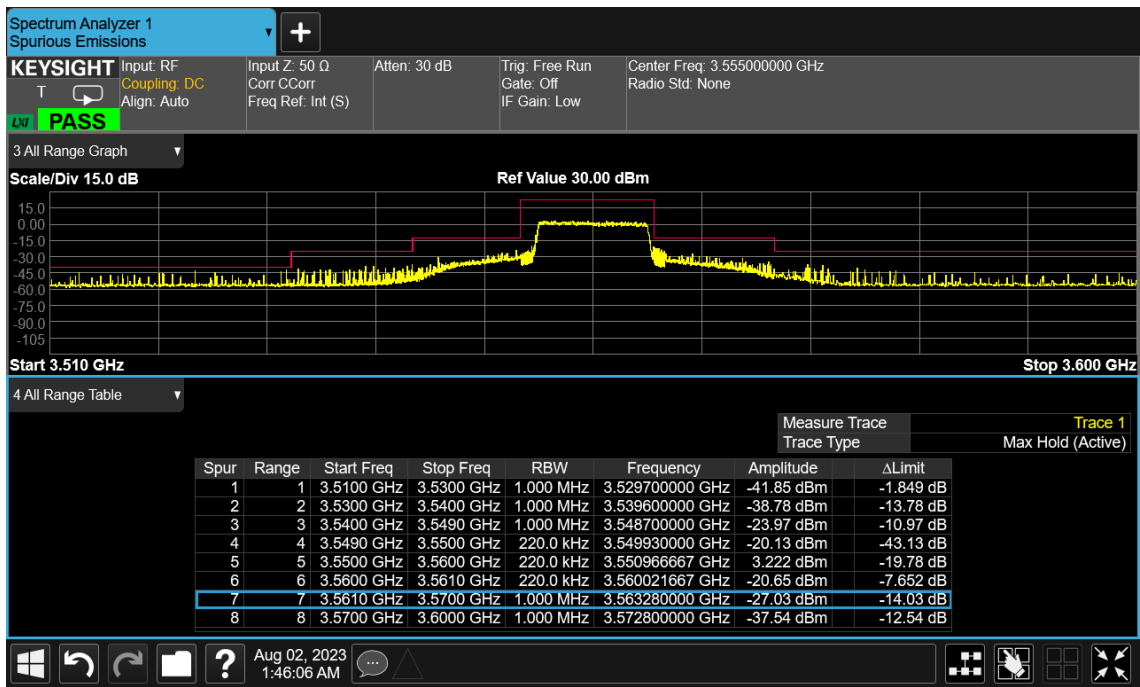 Spectrum Analyzer 1
Spurious Emissions
KEYSIGHT
T
LXI
PASS
Input: RF
Coupling: DC
Align: Auto
Input Z: 50 Ω
Corr CCorr
Freq Ref: Int (S)
Atten: 30 dB
Trig: Free Run
Gate: Off
IF Gain: Low
Center Freq: 3.555000000 GHz
Radio Std: None
3 All Range Graph
Scale/Div 15.0 dB
Ref Value 30.00 dBm
15.0
0.00
-15.0
-30.0
-45.0
-60.0
-75.0
-90.0
-105
Start 3.510 GHz
Stop 3.600 GHz
4 All Range Table
Measure Trace Trace 1
Trace Type Max Hold (Active)
Spur Range Start Freq Stop Freq RBW Frequency Amplitude ΔLimit
1 1 3.5100 GHz 3.5300 GHz 1.000 MHz 3.529700000 GHz -41.85 dBm -1.849 dB
2 2 3.5300 GHz 3.5400 GHz 1.000 MHz 3.539600000 GHz -38.78 dBm -13.78 dB
3 3 3.5400 GHz 3.5490 GHz 1.000 MHz 3.548700000 GHz -23.97 dBm -10.97 dB
4 4 3.5490 GHz 3.5500 GHz 220.0 kHz 3.549930000 GHz -20.13 dBm -43.13 dB
5 5 3.5500 GHz 3.5600 GHz 220.0 kHz 3.550966667 GHz 3.222 dBm -19.78 dB
6 6 3.5600 GHz 3.5610 GHz 220.0 kHz 3.560021667 GHz -20.65 dBm -7.652 dB
7 7 3.5610 GHz 3.5700 GHz 1.000 MHz 3.563280000 GHz -27.03 dBm -14.03 dB
8 8 3.5700 GHz 3.6000 GHz 1.000 MHz 3.572800000 GHz -37.54 dBm -12.54 dB
?
Aug 02, 2023
1:46:06 AM